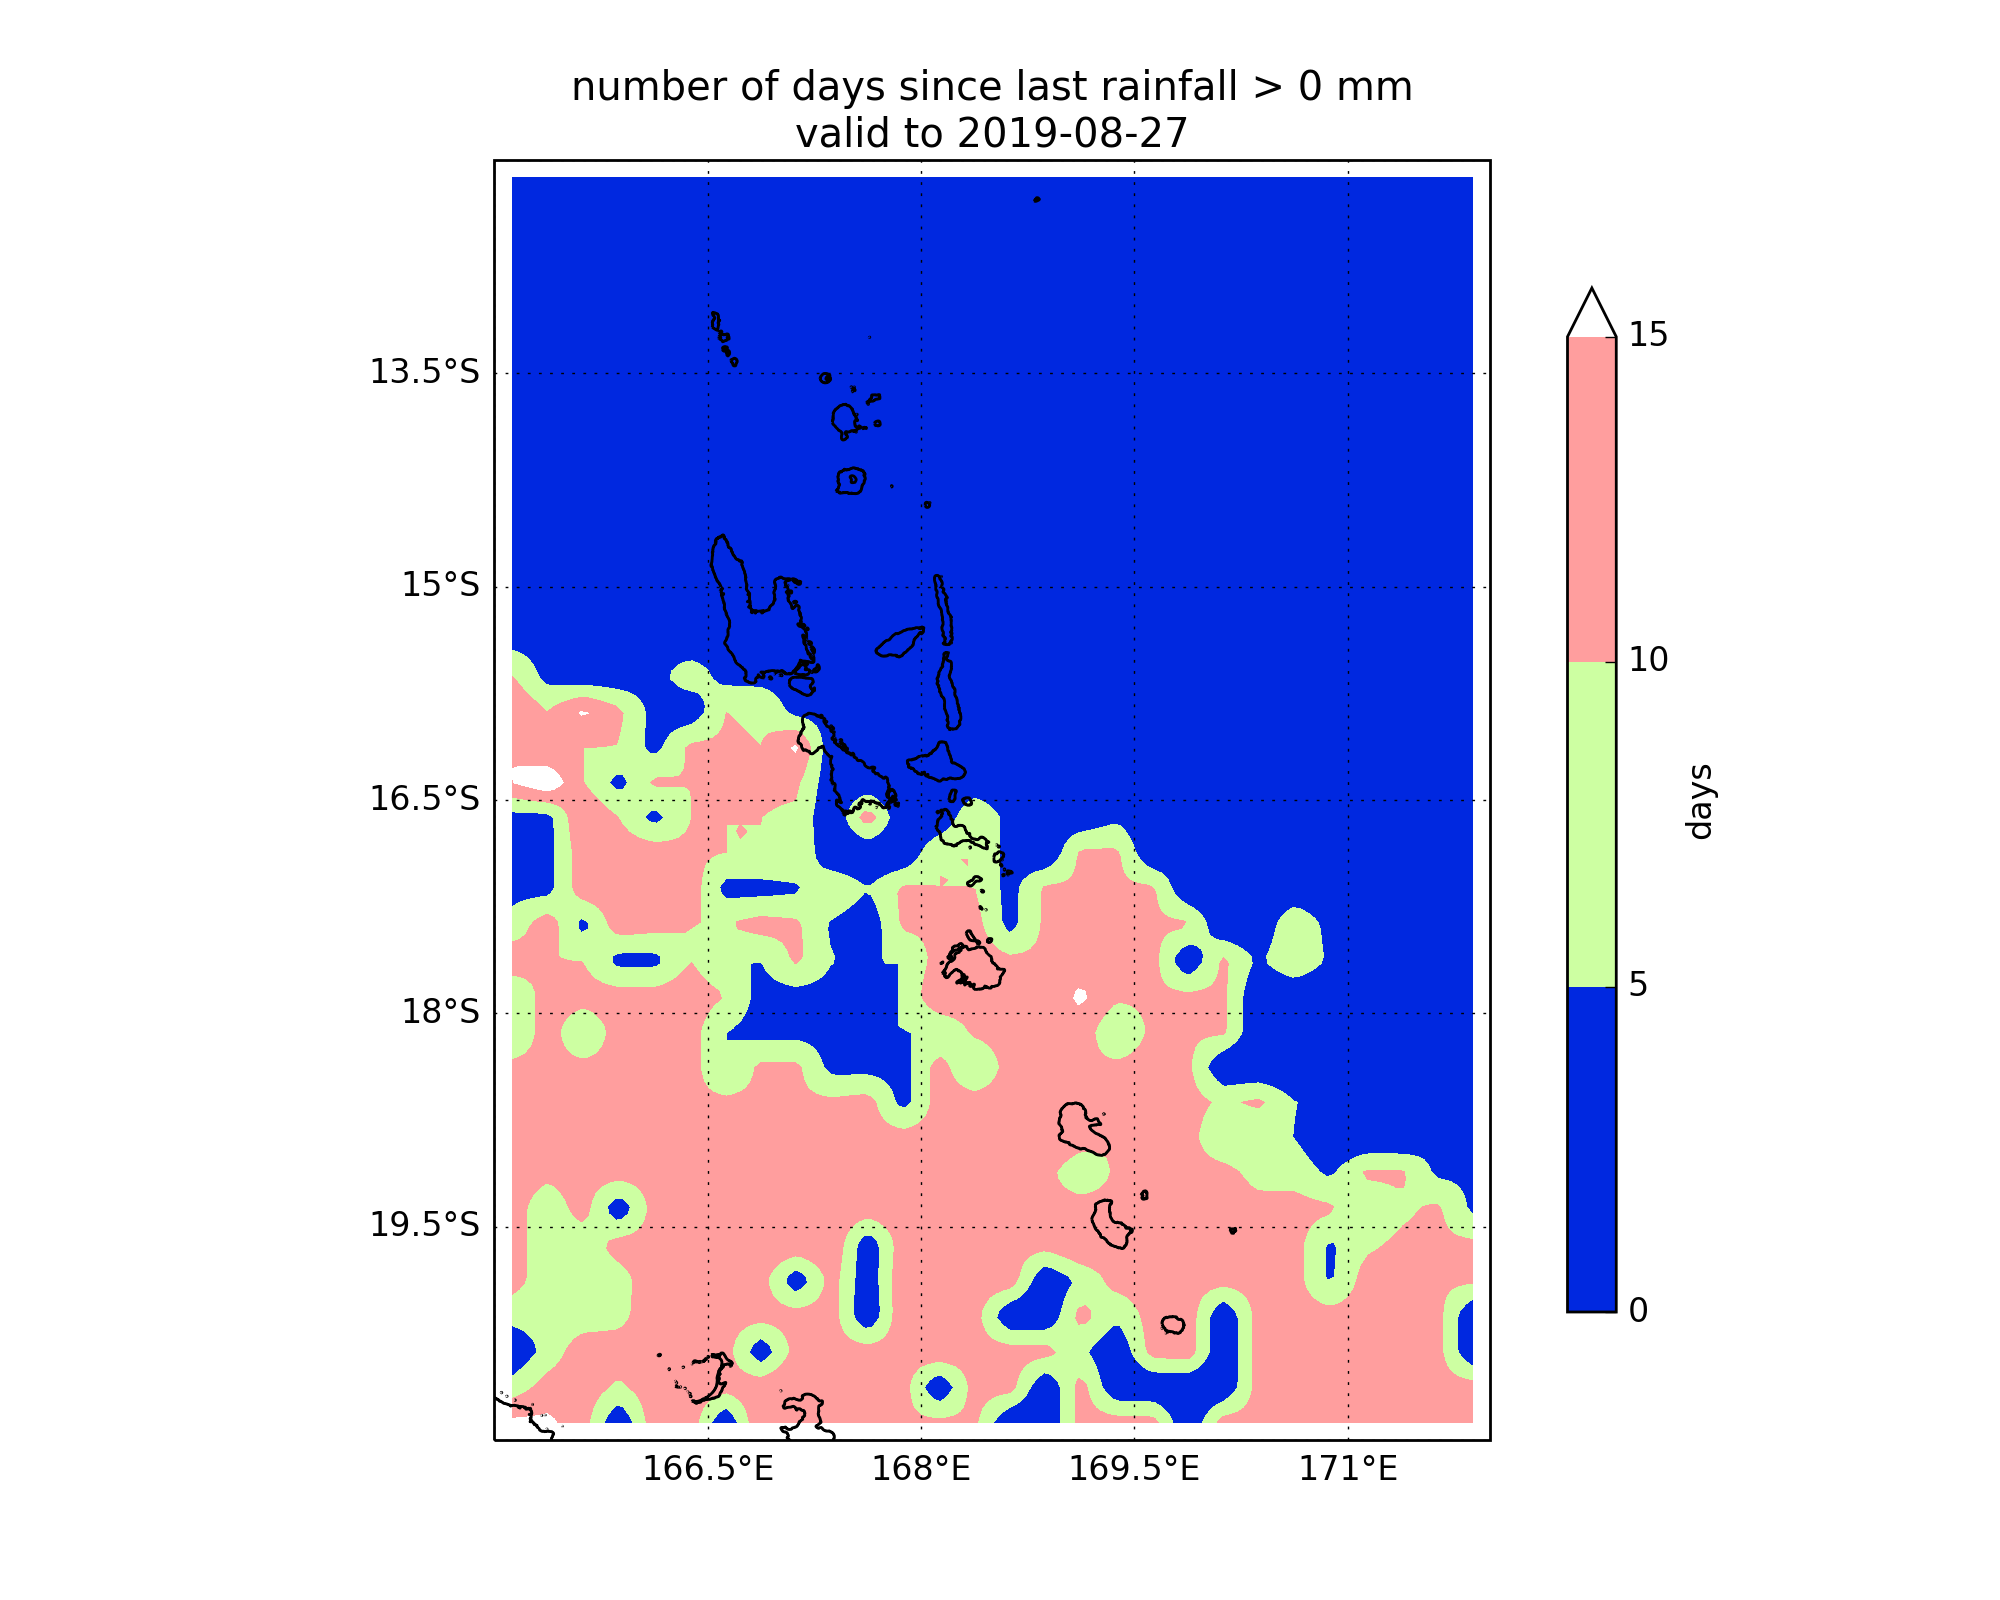 number of days since last rainfall > 0 mm
valid to 2019-08-27
13.5°S
15°S
16.5°S
18°S
19.5°S
166.5°E
168°E
169.5°E
171°E
15
10
5
0
days